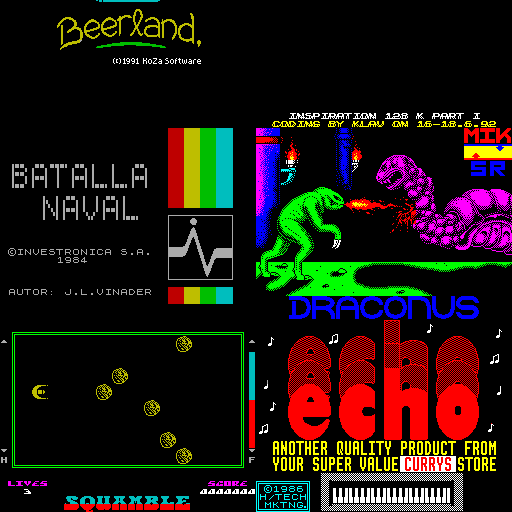 Beerland,
(c)1991 KoZa Software
BATALLA
NAVAL
©INVESTRONICA S.A.
1984
AUTOR: J.L.VINADER
INSPIRATION 128 K PART I
CODING BY KLAV ON 16-18.6.92
MIK
SR
DRACONUS
H
F
LIVES
3
SCORE
0000000
SQUAMBLE
echo
ANOTHER QUALITY PRODUCT FROM
YOUR SUPER VALUE CURRYS STORE
©1986
H/TECH
MKTNG.